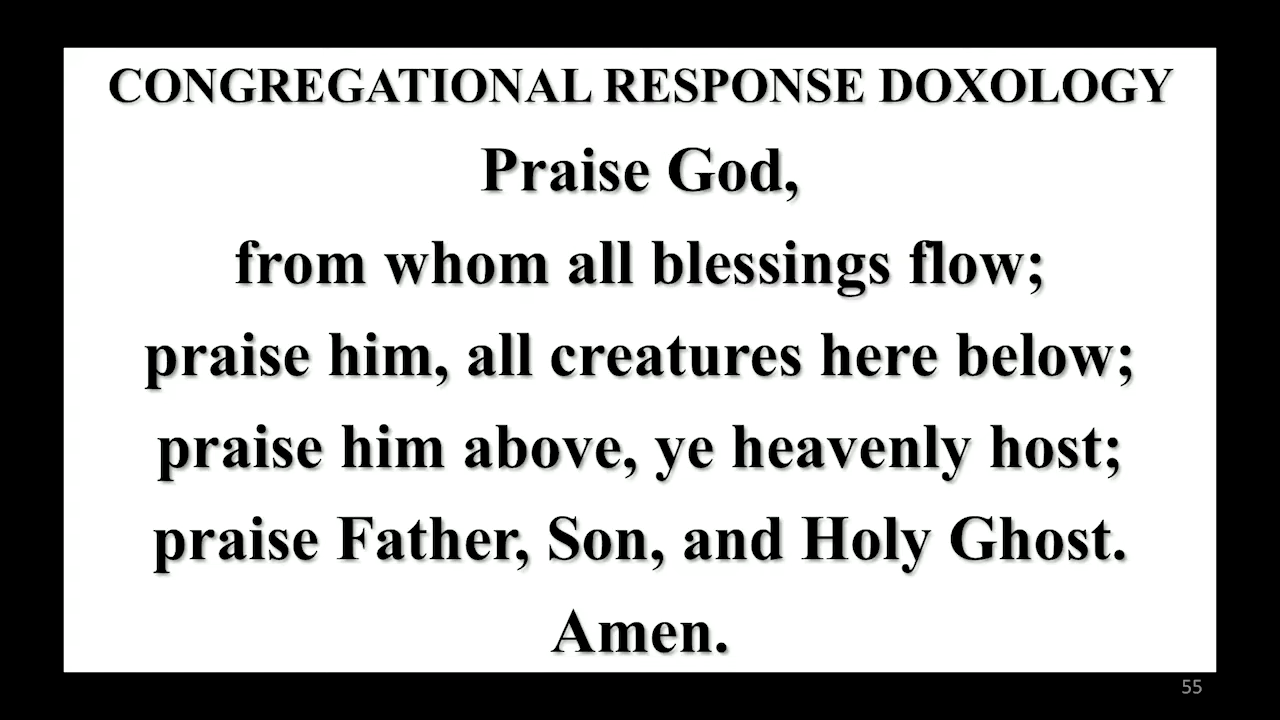 CONGREGATIONAL RESPONSE DOXOLOGY
Praise God,
from whom all blessings flow;
praise him, all creatures here below;
praise him above, ye heavenly host;
praise Father, Son, and Holy Ghost.
Amen.
55